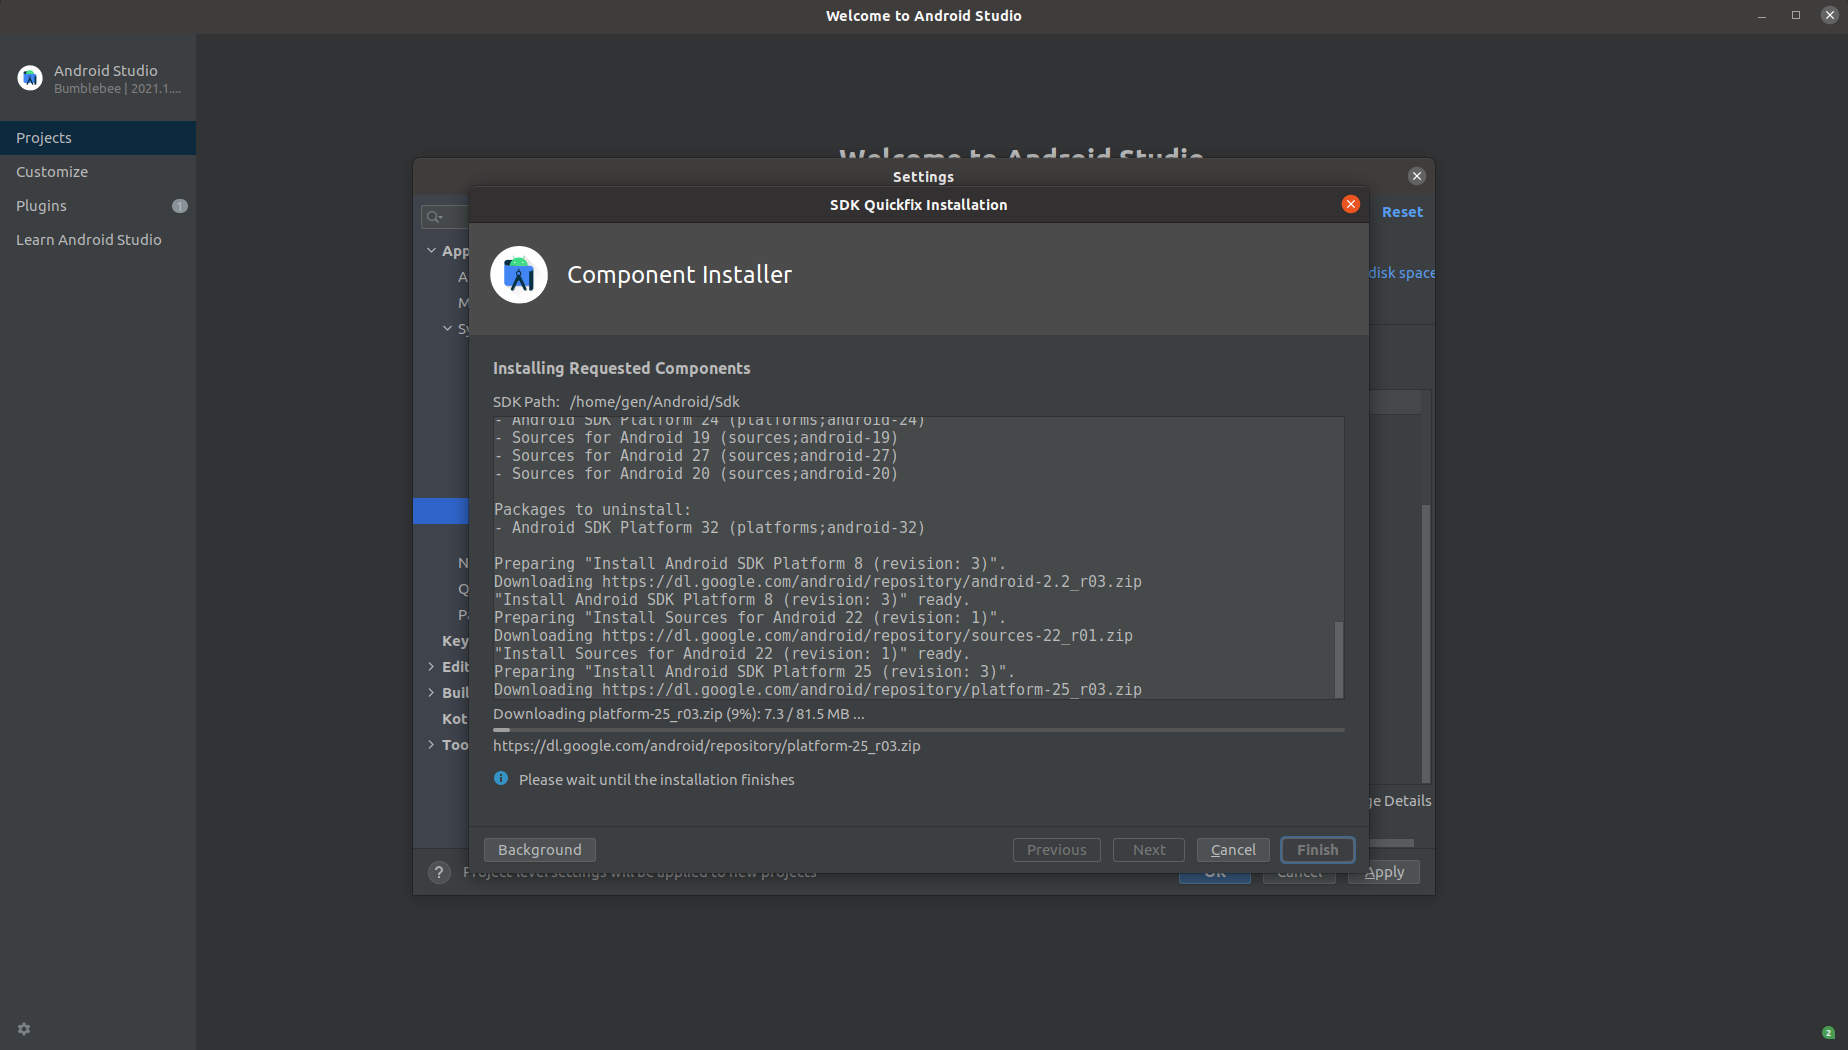 Welcome to Android Studio
Android Studio
Bumblebee | 2021.1....
Projects
Customize
Plugins
1
Learn Android Studio
Welcome to Android Studio
Settings
Reset
SDK Quickfix Installation
Component Installer
disk space
Installing Requested Components
SDK Path: /home/gen/Android/Sdk
- Android SDK Platform 24 (platforms;android-24)
- Sources for Android 19 (sources;android-19)
- Sources for Android 27 (sources;android-27)
- Sources for Android 20 (sources;android-20)
Packages to uninstall:
- Android SDK Platform 32 (platforms;android-32)
Preparing "Install Android SDK Platform 8 (revision: 3)".
Downloading https://dl.google.com/android/repository/android-2.2_r03.zip
"Install Android SDK Platform 8 (revision: 3)" ready.
Preparing "Install Sources for Android 22 (revision: 1)".
Downloading https://dl.google.com/android/repository/sources-22_r01.zip
"Install Sources for Android 22 (revision: 1)" ready.
Preparing "Install Android SDK Platform 25 (revision: 3)".
Downloading https://dl.google.com/android/repository/platform-25_r03.zip
Downloading platform-25_r03.zip (9%): 7.3 / 81.5 MB ...
https://dl.google.com/android/repository/platform-25_r03.zip
Please wait until the installation finishes
App
A
M
Sy
N
Q
Pa
Key
Edit
Buil
Kot
Too
ge Details
Background
Previous
Next
Cancel
Finish
?
Project level settings will be applied to new projects
OK
Cancel
Apply
2